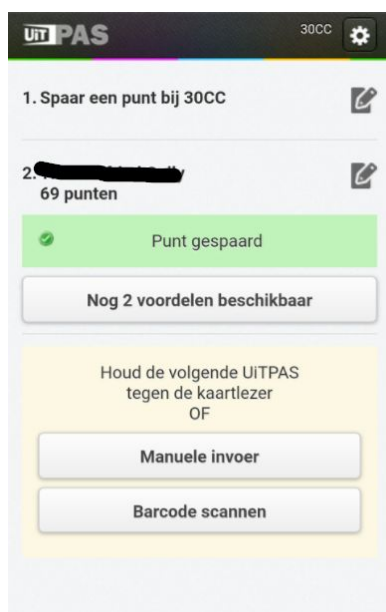 UiTPAS
30CC
1. Spaar een punt bij 30CC
2.
69 punten
Punt gespaard
Nog 2 voordelen beschikbaar
Houd de volgende UiTPAS
tegen de kaartlezer
OF
Manuele invoer
Barcode scannen